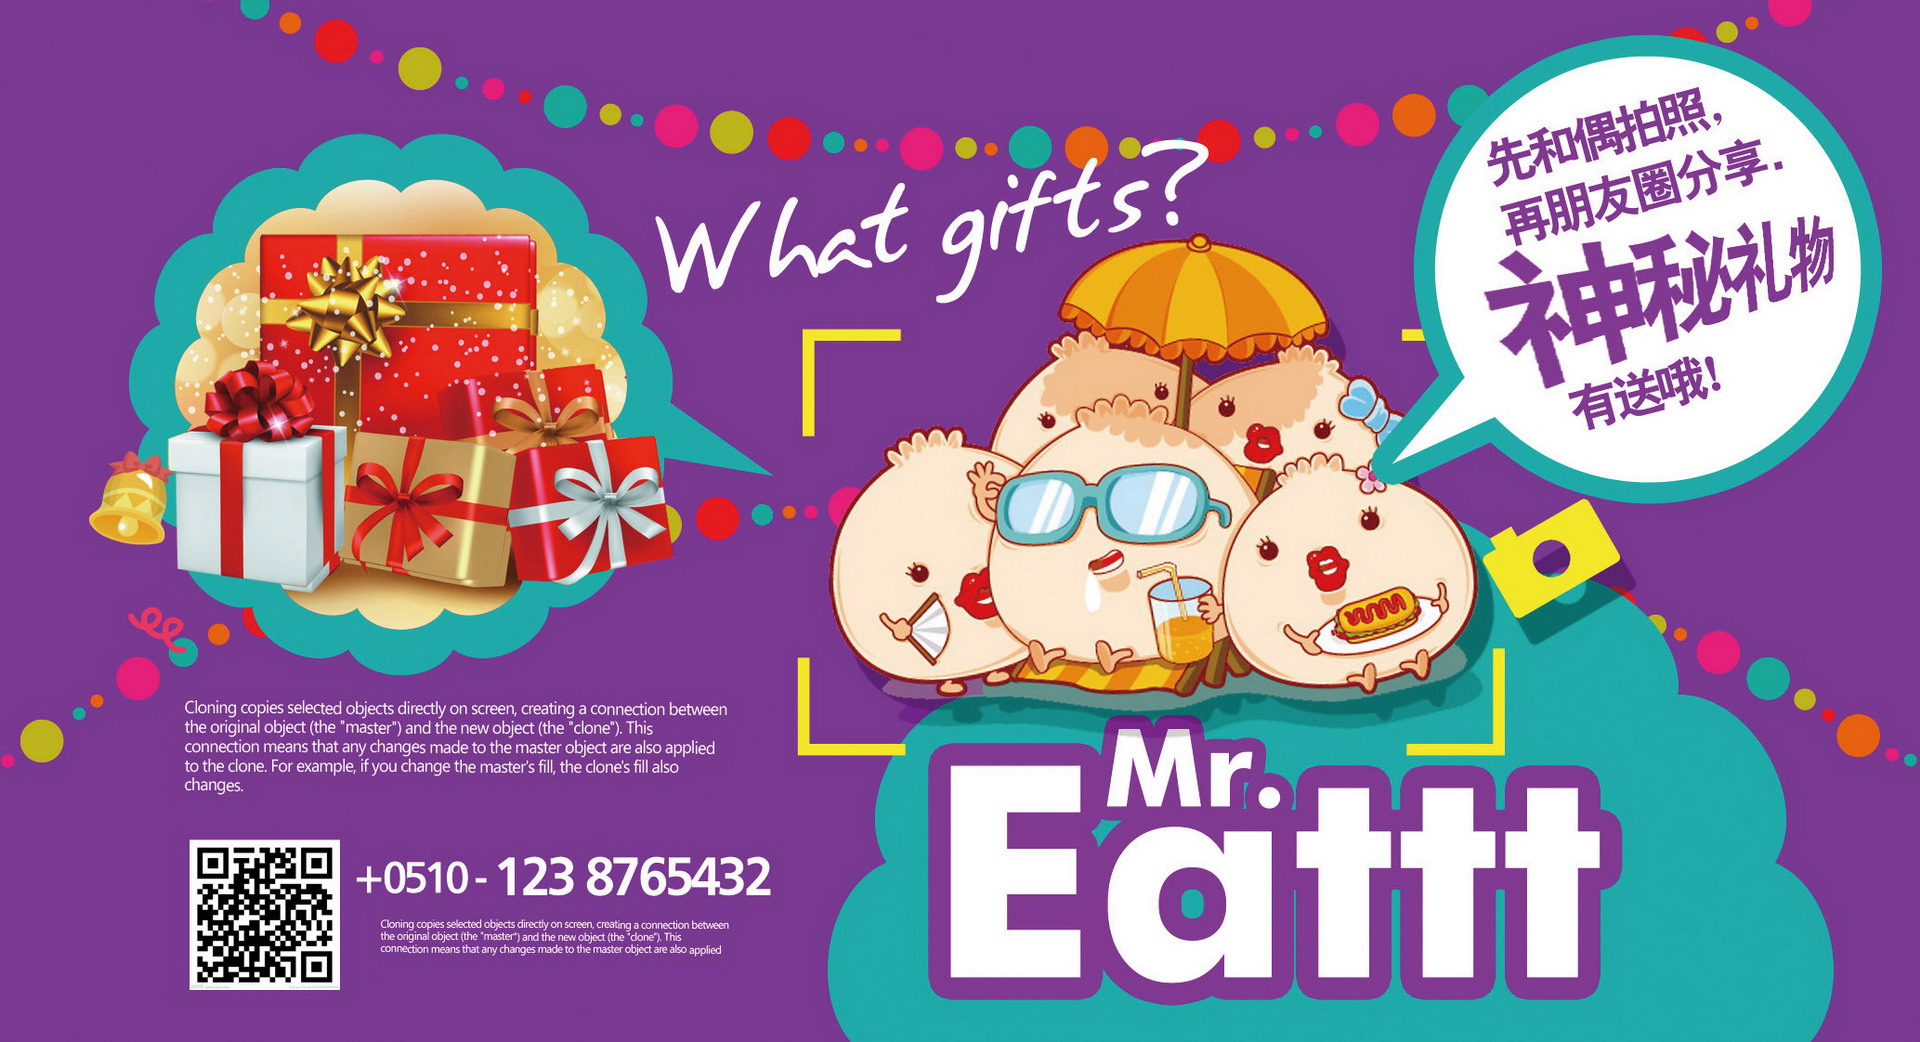 What gifts?
先和偶拍照,
再朋友圈分享.
神秘礼物
有送哦!
Cloning copies selected objects directly on screen, creating a connection between
the original object (the "master") and the new object (the "clone"). This
connection means that any changes made to the master object are also applied
to the clone. For example, if you change the master's fill, the clone's fill also
changes.
+0510 - 123 8765432
Cloning copies selected objects directly on screen, creating a connection between
the original object (the "master") and the new object (the "clone"). This
connection means that any changes made to the master object are also applied
Mr.
Eattt